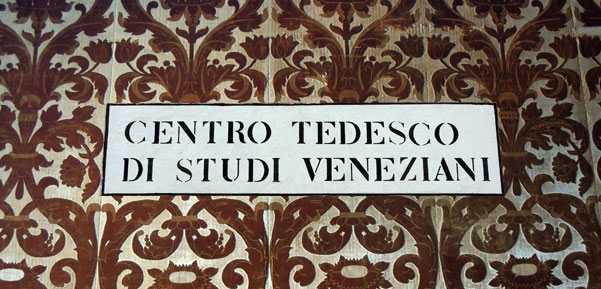 CENTRO TEDESCO
DI STUDI VENEZIANI